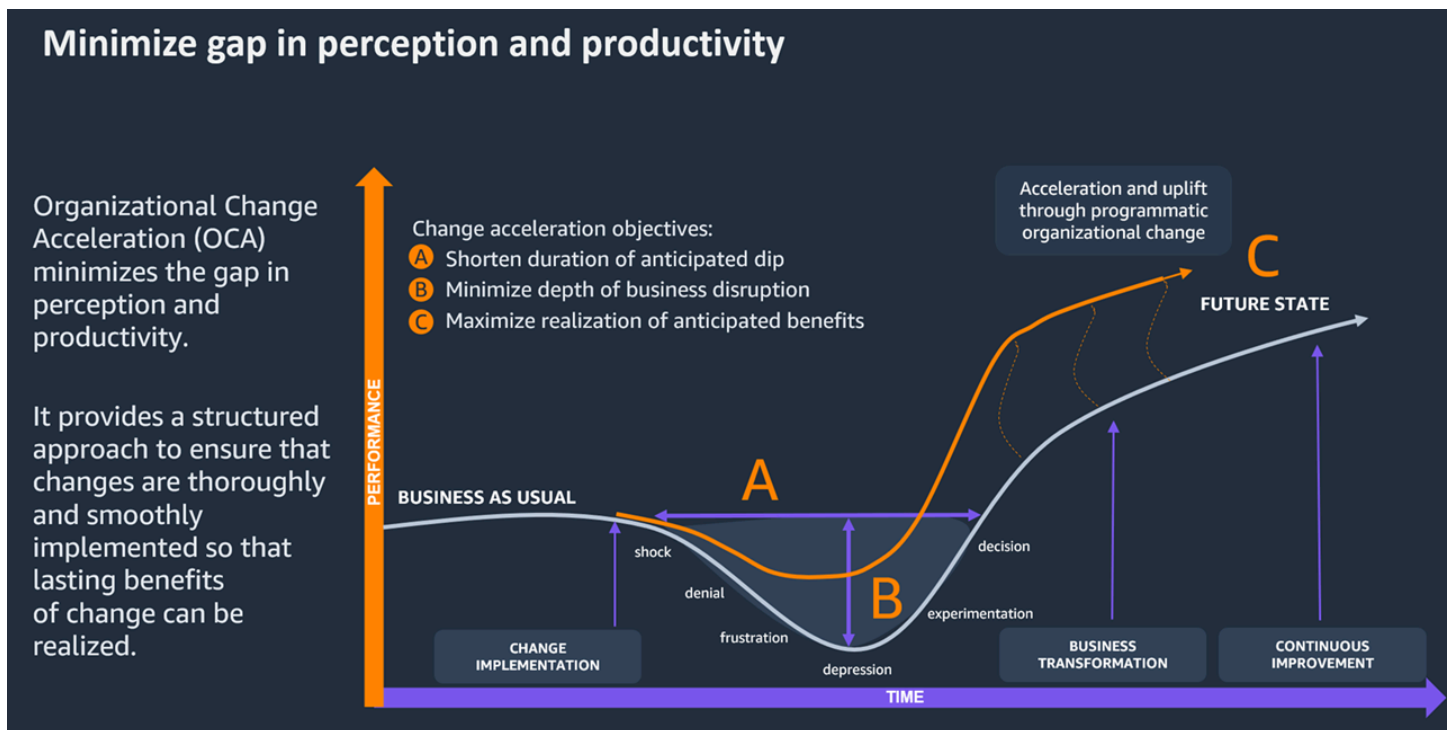 Minimize gap in perception and productivity
Organizational Change
Acceleration (OCA)
minimizes the gap in
perception and
productivity.
It provides a structured
approach to ensure that
changes are thoroughly
and smoothly
implemented so that
lasting benefits
of change can be
realized.
PERFORMANCE
Change acceleration objectives:
A Shorten duration of anticipated dip
B Minimize depth of business disruption
C Maximize realization of anticipated benefits
Acceleration and uplift
through programmatic
organizational change
C
FUTURE STATE
BUSINESS AS USUAL
A
B
shock
denial
frustration
depression
experimentation
decision
CHANGE
IMPLEMENTATION
BUSINESS
TRANSFORMATION
CONTINUOUS
IMPROVEMENT
TIME